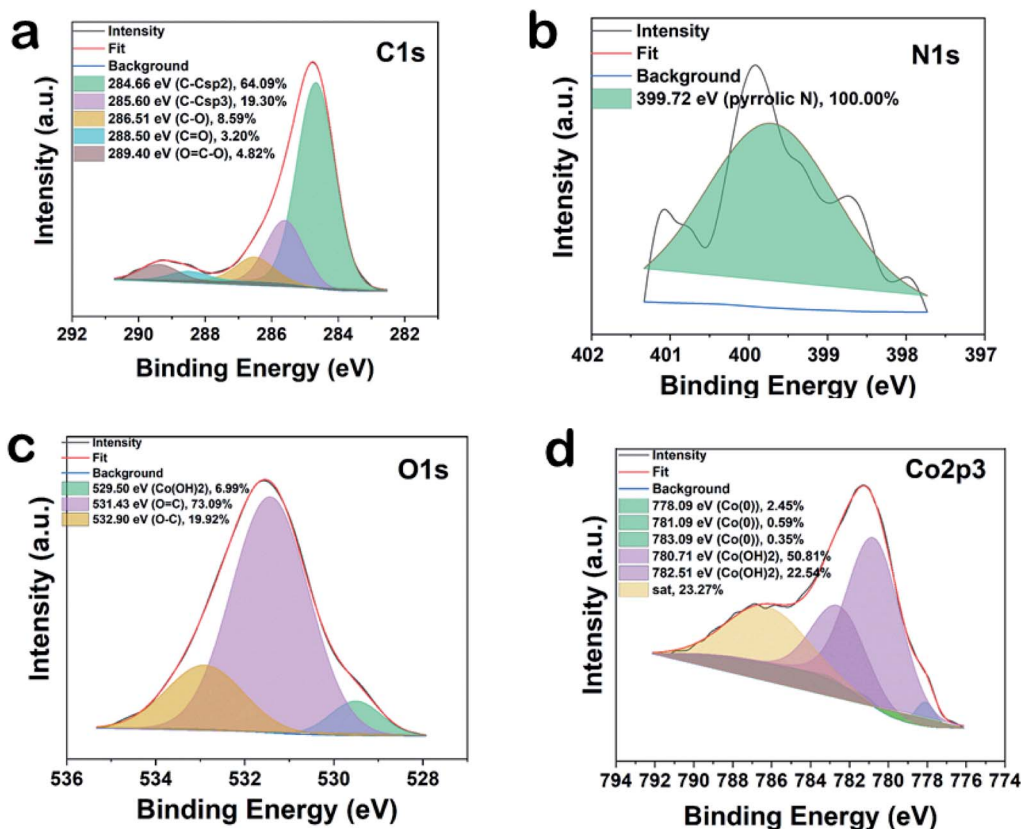 a
C1s
Intensity
Fit
Background
284.66 eV (C-Csp2), 64.09%
285.60 eV (C-Csp3), 19.30%
286.51 eV (C-O), 8.59%
288.50 eV (C=O), 3.20%
289.40 eV (O=C-O), 4.82%
Intensity (a.u.)
292 290 288 286 284 282
Binding Energy (eV)
b
N1s
Intensity
Fit
Background
399.72 eV (pyrrolic N), 100.00%
Intensity (a.u.)
402 401 400 399 398 397
Binding Energy (eV)
c
O1s
Intensity
Fit
Background
529.50 eV (Co(OH)2), 6.99%
531.43 eV (O=C), 73.09%
532.90 eV (O-C), 19.92%
Intensity (a.u.)
536 534 532 530 528
Binding Energy (eV)
d
Co2p3
Intensity
Fit
Background
778.09 eV (Co(0)), 2.45%
781.09 eV (Co(0)), 0.59%
783.09 eV (Co(0)), 0.35%
780.71 eV (Co(OH)2), 50.81%
782.51 eV (Co(OH)2), 22.54%
sat, 23.27%
Intensity (a.u.)
794 792 790 788 786 784 782 780 778 776 774
Binding Energy (eV)